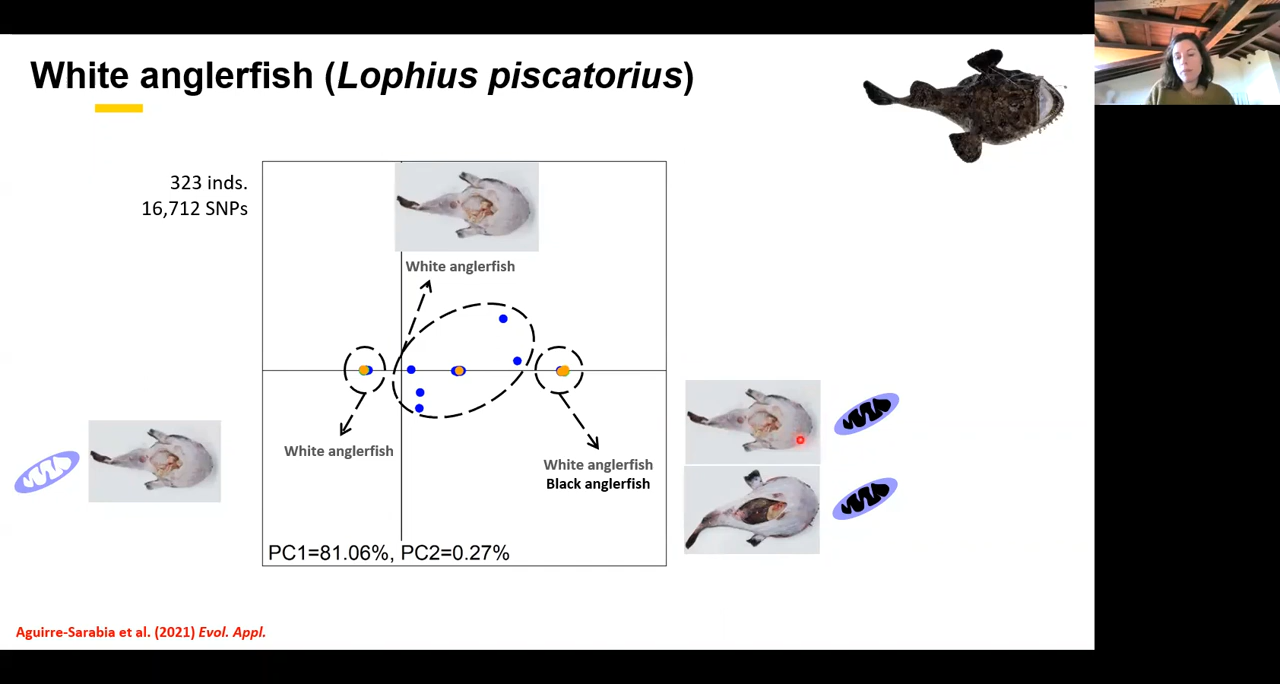 White anglerfish (Lophius piscatorius)
323 inds.
16,712 SNPs
White anglerfish
White anglerfish
White anglerfish
Black anglerfish
PC1=81.06%, PC2=0.27%
Aguirre-Sarabia et al. (2021) Evol. Appl.